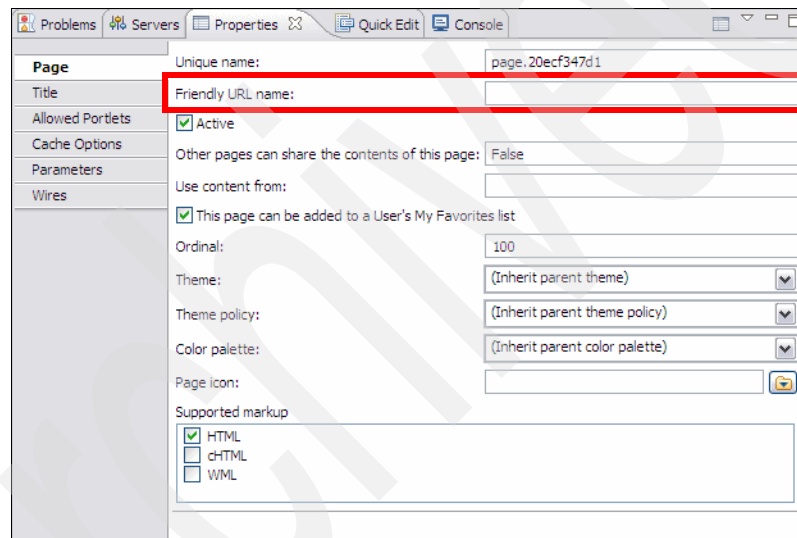 Problems Servers Properties Quick Edit Console
Page
Title
Allowed Portlets
Cache Options
Parameters
Wires
Unique name: page.20ecf347d1
Friendly URL name:
Active
Other pages can share the contents of this page: False
Use content from:
This page can be added to a User's My Favorites list
Ordinal: 100
Theme: (Inherit parent theme)
Theme policy: (Inherit parent theme policy)
Color palette: (Inherit parent color palette)
Page icon:
Supported markup
HTML
cHTML
WML